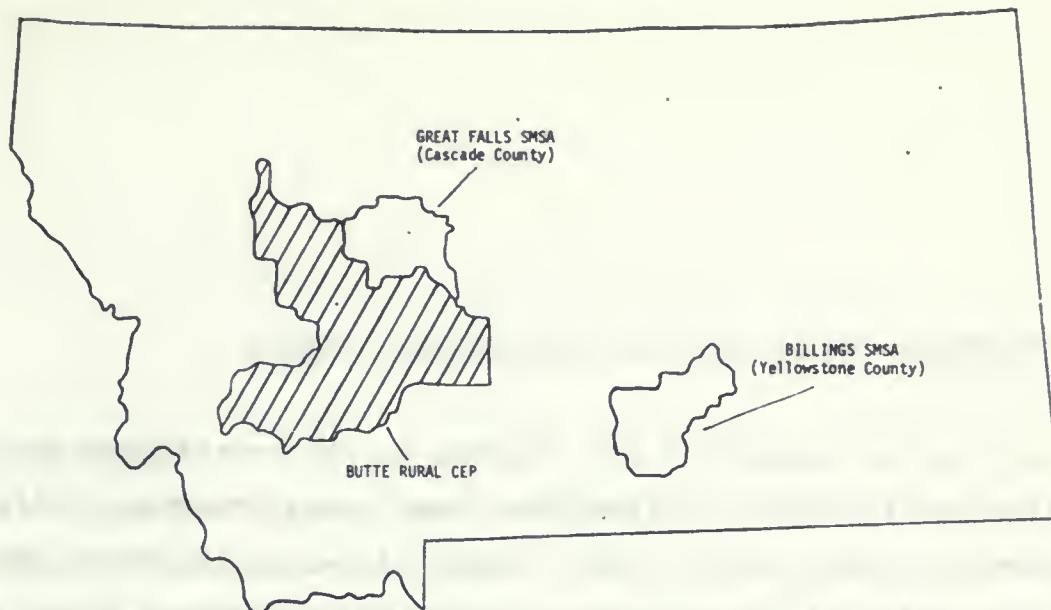 GREAT FALLS SMSA
(Cascade County)
BILLINGS SMSA
(Yellowstone County)
BUTTE RURAL CEP